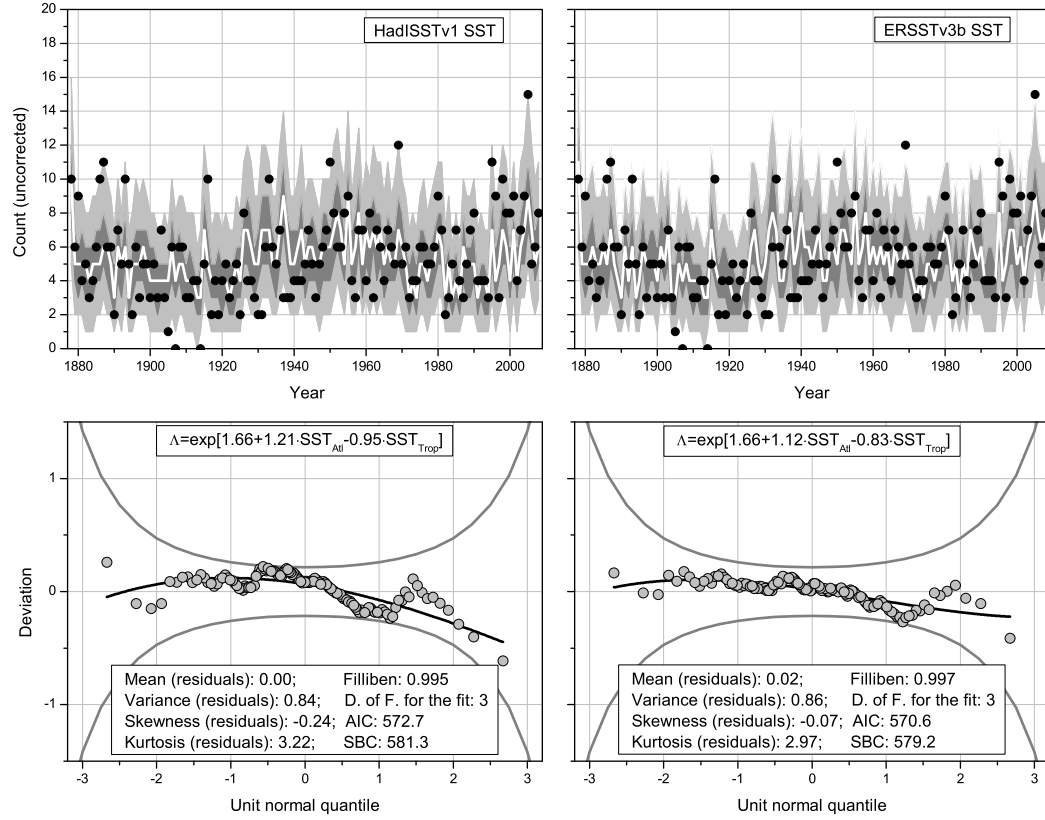 HadISSTv1 SST
ERSSTv3b SST
20
18
16
14
12
10
8
6
4
2
0
Count (uncorrected)
1880 1900 1920 1940 1960 1980 2000
1880 1900 1920 1940 1960 1980 2000
Year
Year
Λ=exp[1.66+1.21·SST_Atl-0.95·SST_Trop]
Λ=exp[1.66+1.12·SST_Atl-0.83·SST_Trop]
1
0
-1
Deviation
Mean (residuals): 0.00; Filliben: 0.995
Variance (residuals): 0.84; D. of F. for the fit: 3
Skewness (residuals): -0.24; AIC: 572.7
Kurtosis (residuals): 3.22; SBC: 581.3
Mean (residuals): 0.02; Filliben: 0.997
Variance (residuals): 0.86; D. of F. for the fit: 3
Skewness (residuals): -0.07; AIC: 570.6
Kurtosis (residuals): 2.97; SBC: 579.2
-3 -2 -1 0 1 2 3
-3 -2 -1 0 1 2 3
Unit normal quantile
Unit normal quantile